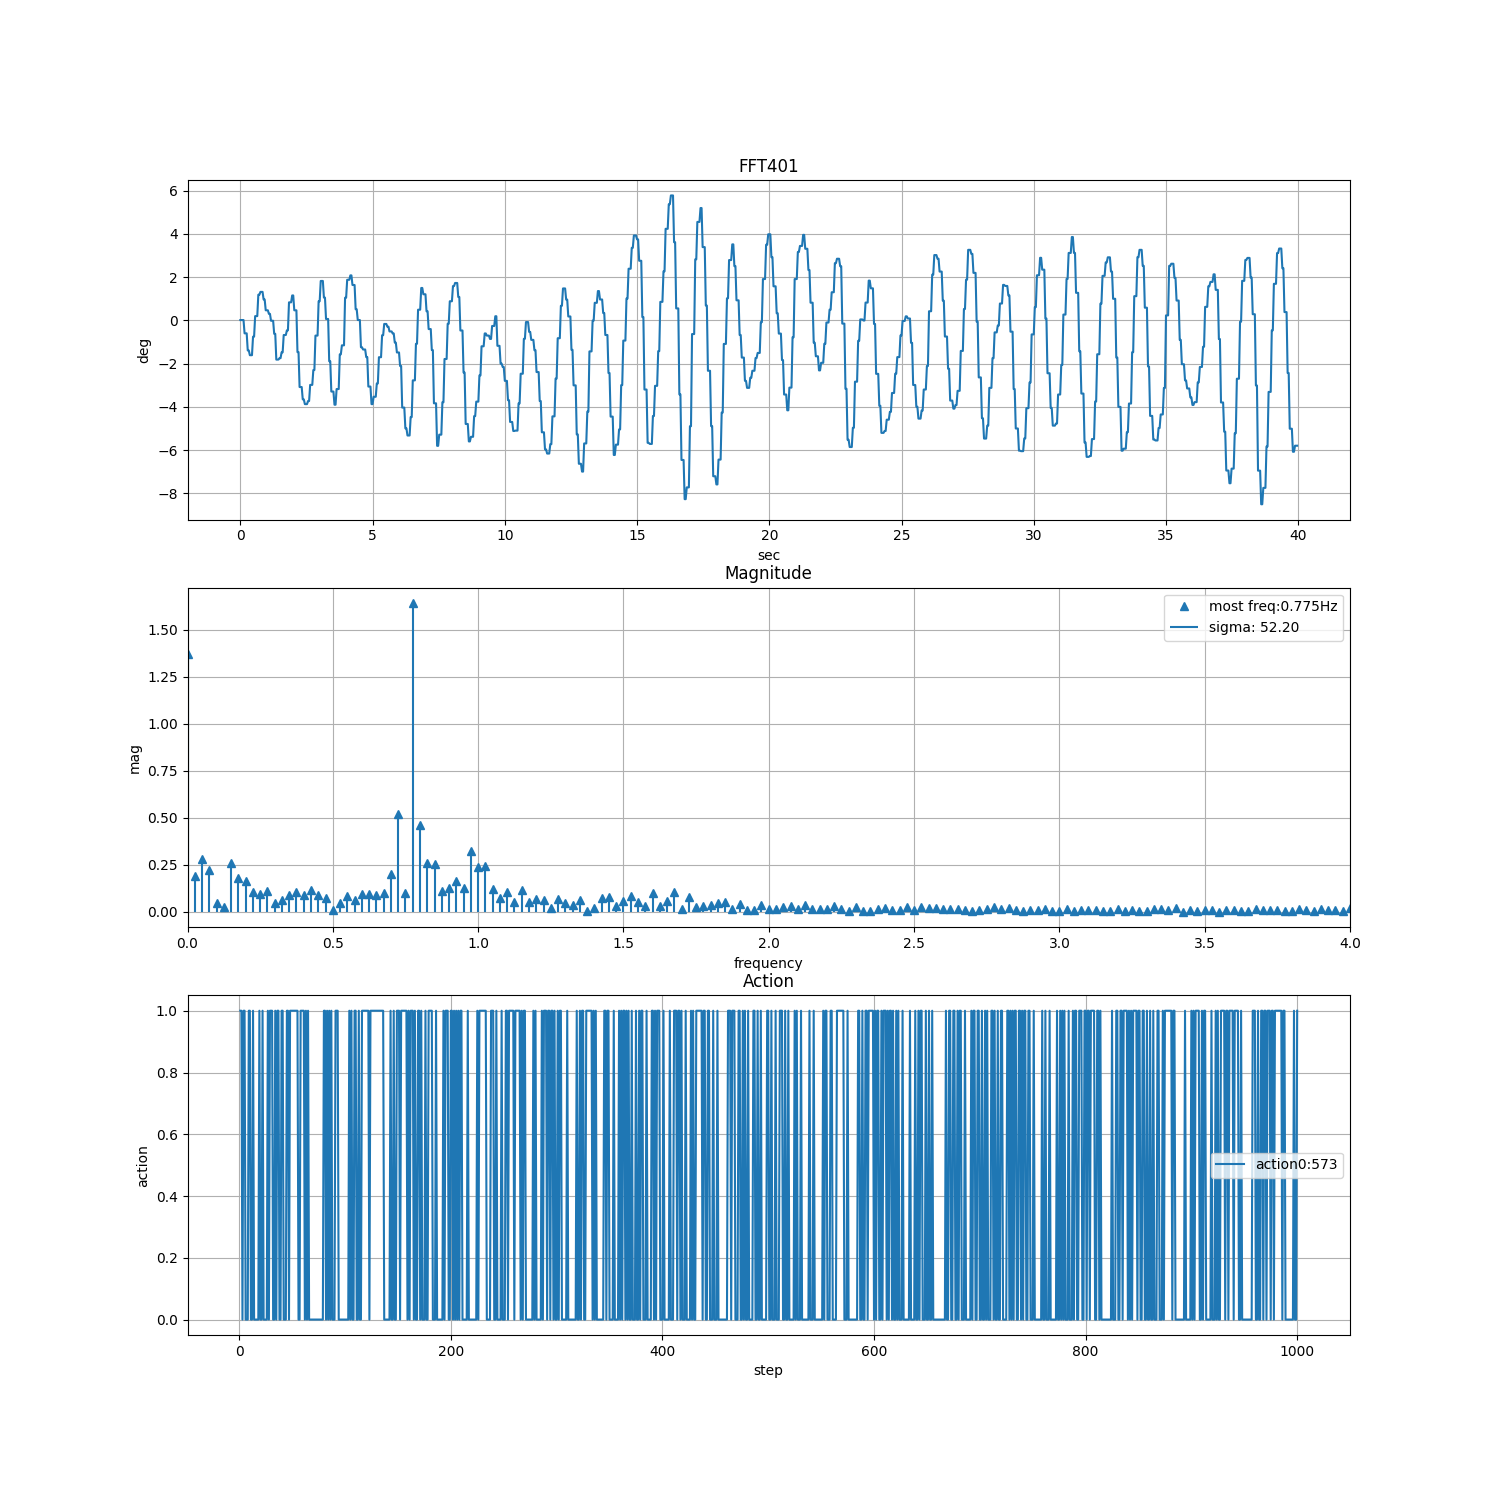 FFT401
6
4
2
0
−2
−4
−6
−8
deg
0 5 10 15 20 25 30 35 40
sec
Magnitude
most freq:0.775Hz
sigma: 52.20
1.50
1.25
1.00
0.75
0.50
0.25
0.00
mag
0.0 0.5 1.0 1.5 2.0 2.5 3.0 3.5 4.0
frequency
Action
1.0
0.8
0.6
0.4
0.2
0.0
action
action0:573
0 200 400 600 800 1000
step